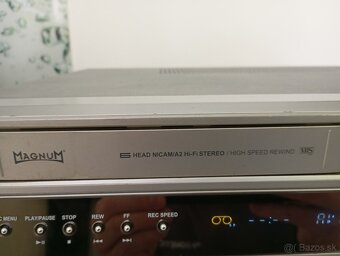 MAGNUM
6 HEAD NICAM/A2 Hi-Fi STEREO / HIGH SPEED REWIND VHS
C MENU PLAY/PAUSE STOP REW FF REC SPEED
--:-- AV
bazos.sk